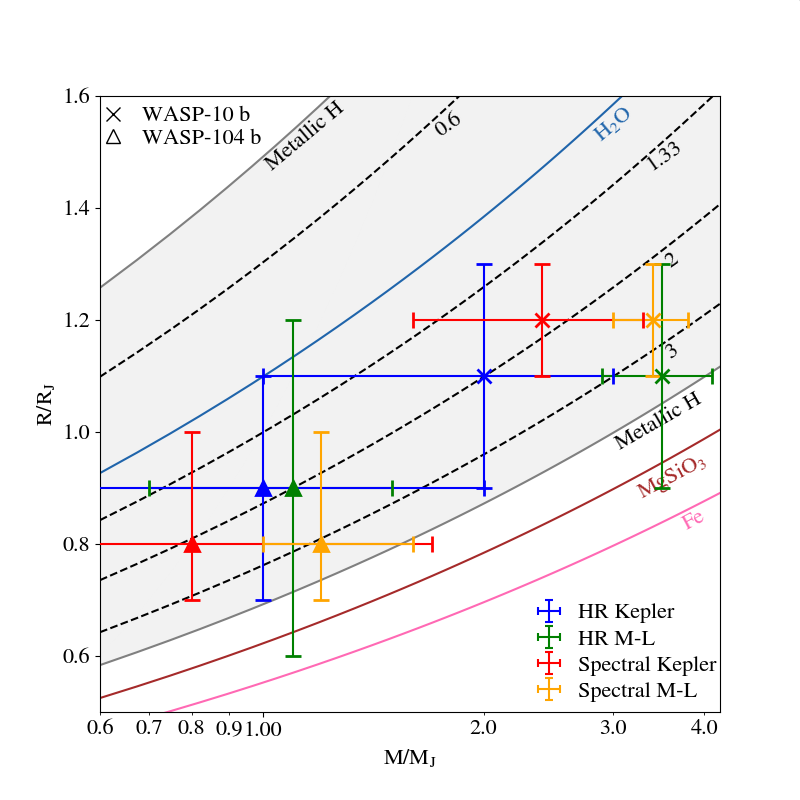 1.6
1.4
1.2
1.0
0.8
0.6
R/R_J
WASP-10 b
WASP-104 b
Metallic H
0.6
H₂O
1.33
2
3
Metallic H
MgSiO₃
Fe
HR Kepler
HR M-L
Spectral Kepler
Spectral M-L
0.6 0.7 0.8 0.9 1.00 2.0 3.0 4.0
M/M_J